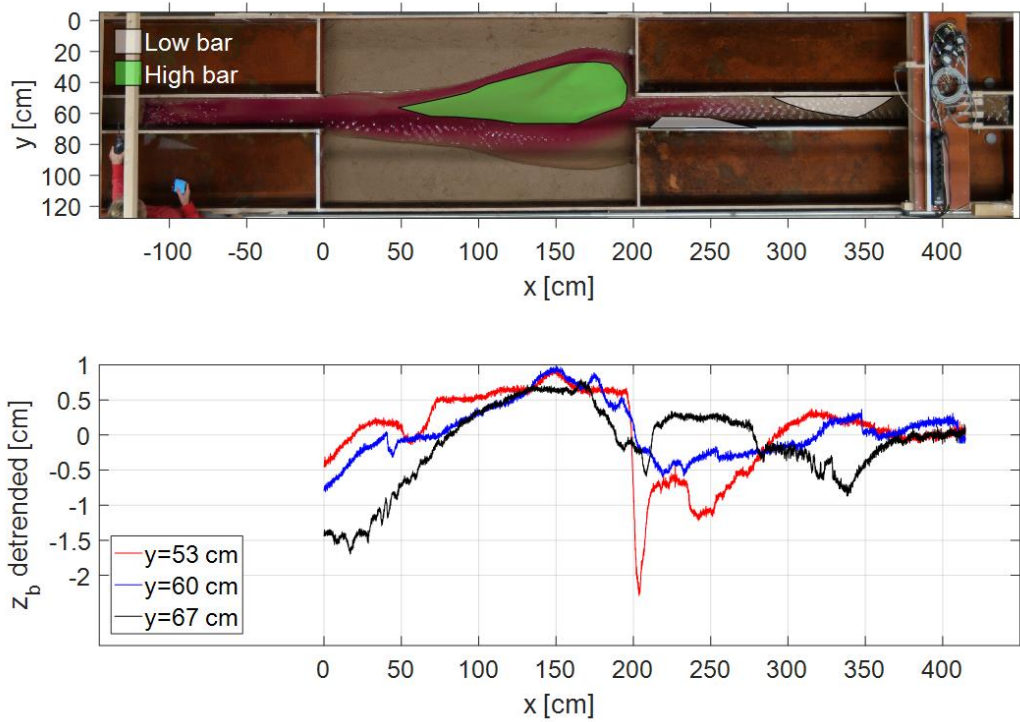 0
20
40
60
80
100
120
y [cm]
Low bar
High bar
-100 -50 0 50 100 150 200 250 300 350 400
x [cm]
1
0.5
0
-0.5
-1
-1.5
-2
z_b detrended [cm]
y=53 cm
y=60 cm
y=67 cm
0 50 100 150 200 250 300 350 400
x [cm]